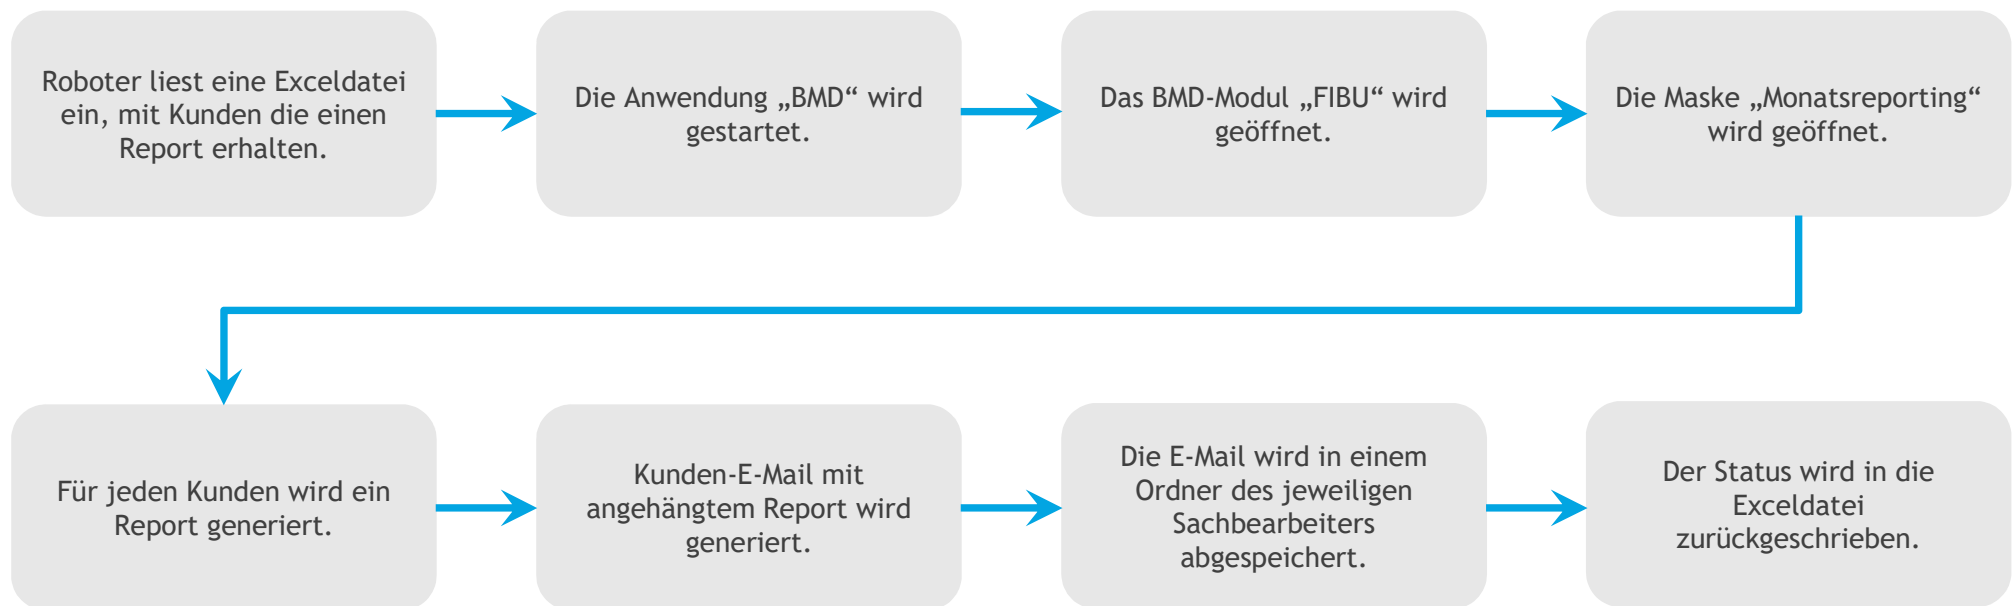 Roboter liest eine Exceldatei
ein, mit Kunden die einen
Report erhalten.
Die Anwendung „BMD“ wird
gestartet.
Das BMD-Modul „FIBU“ wird
geöffnet.
Die Maske „Monatsreporting“
wird geöffnet.
Für jeden Kunden wird ein
Report generiert.
Kunden-E-Mail mit
angehängtem Report wird
generiert.
Die E-Mail wird in einem
Ordner des jeweiligen
Sachbearbeiters
abgespeichert.
Der Status wird in die
Exceldatei
zurückgeschrieben.